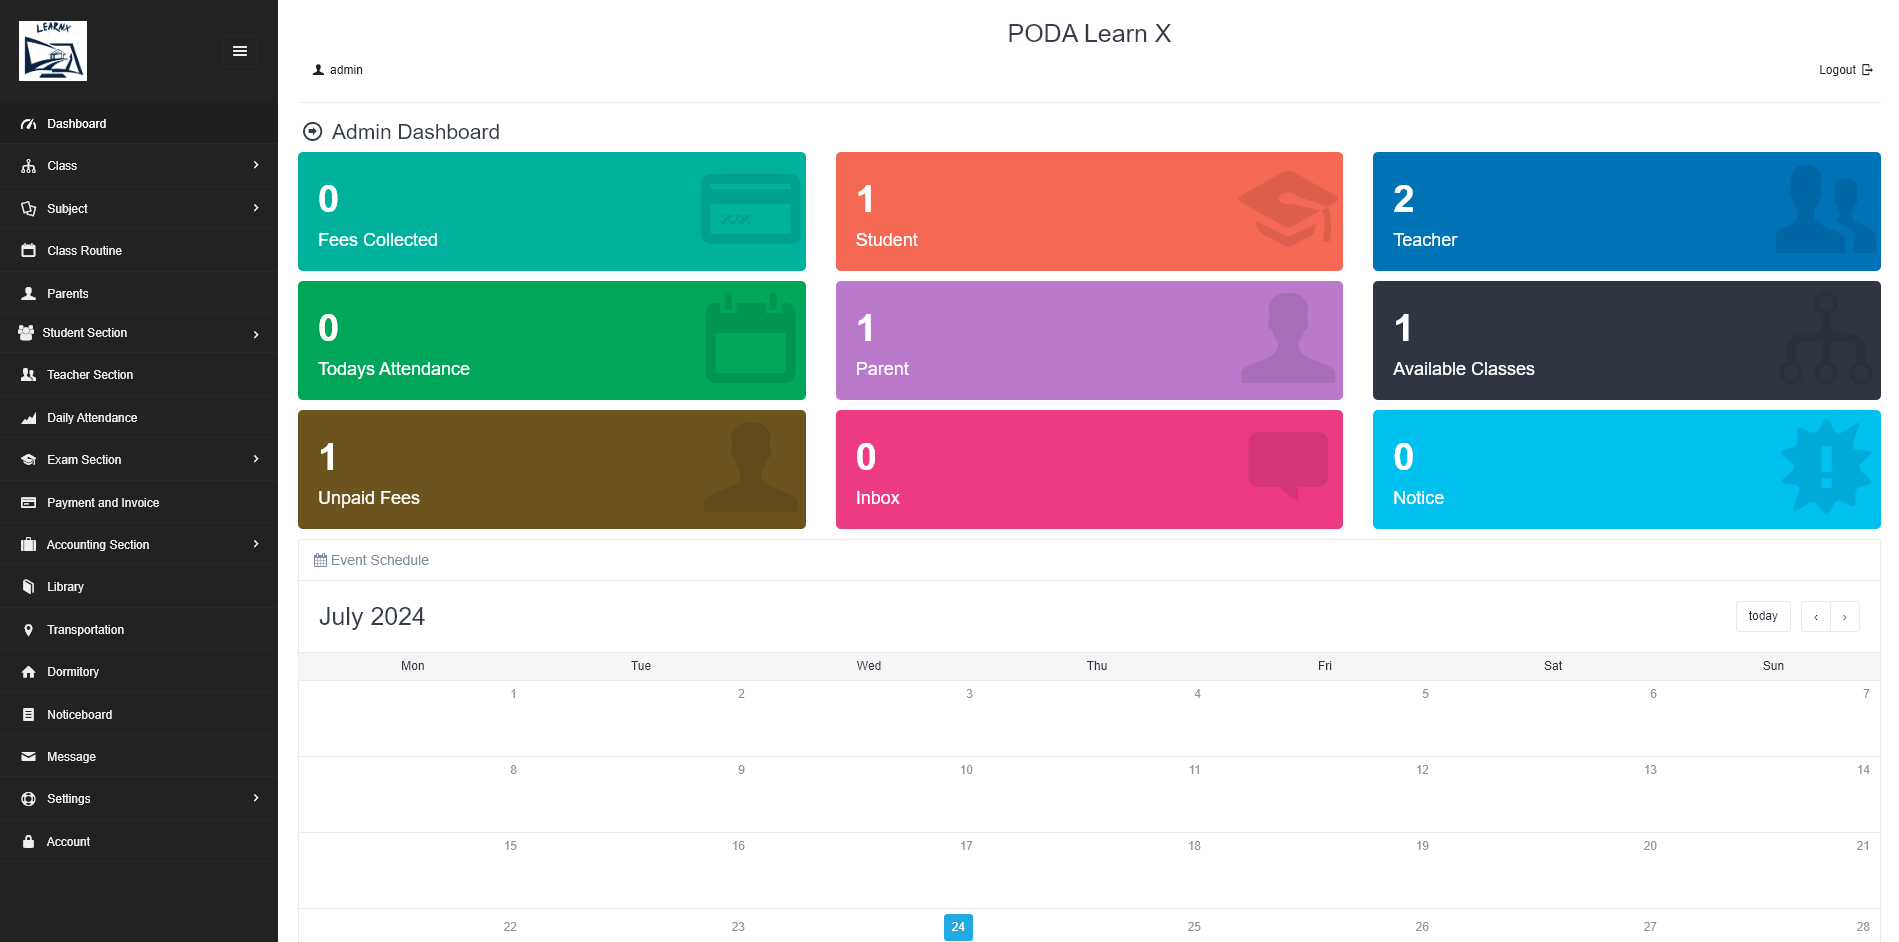 LEARNX
PODA Learn X
admin
Logout
Dashboard
Class
Subject
Class Routine
Parents
Student Section
Teacher Section
Daily Attendance
Exam Section
Payment and Invoice
Accounting Section
Library
Transportation
Dormitory
Noticeboard
Message
Settings
Account
Admin Dashboard
0
Fees Collected
1
Student
2
Teacher
0
Todays Attendance
1
Parent
1
Available Classes
1
Unpaid Fees
0
Inbox
0
Notice
Event Schedule
July 2024
today ‹ ›
Mon Tue Wed Thu Fri Sat Sun
1 2 3 4 5 6 7
8 9 10 11 12 13 14
15 16 17 18 19 20 21
22 23 24 25 26 27 28